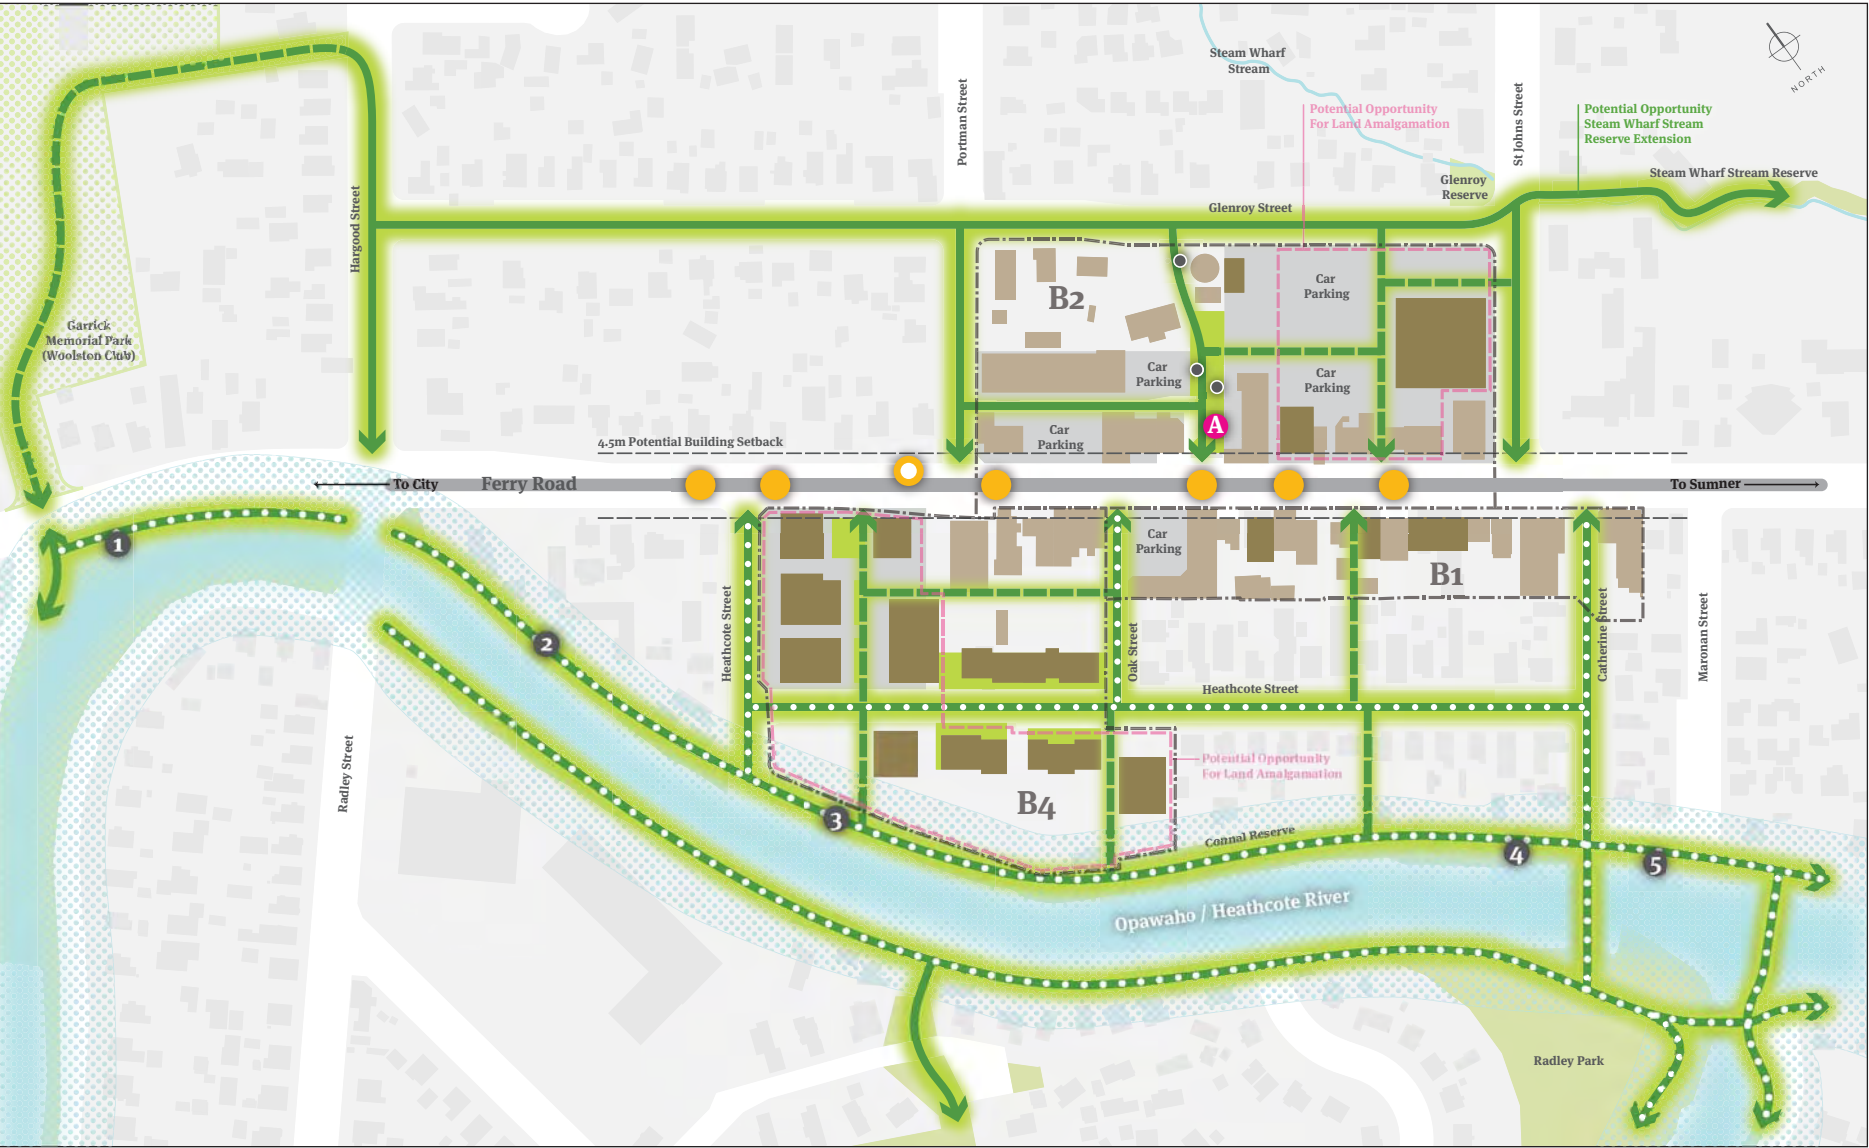 Steam Wharf
Stream
NORTH
Portman Street
Potential Opportunity
For Land Amalgamation
St Johns Street
Potential Opportunity
Steam Wharf Stream
Reserve Extension
Glenroy
Reserve
Steam Wharf Stream Reserve
Hargood Street
Glenroy Street
B2
Car
Parking
Garrick
Memorial Park
(Woolston Club)
Car
Parking
Car
Parking
A
Car
Parking
4.5m Potential Building Setback
To City
Ferry Road
To Sumner
1
Car
Parking
B1
2
Heathcote Street
Oak Street
Catherine Street
Maronan Street
Heathcote Street
Radley Street
Potential Opportunity
For Land Amalgamation
B4
3
Connal Reserve
4
5
Opawaho / Heathcote River
Radley Park